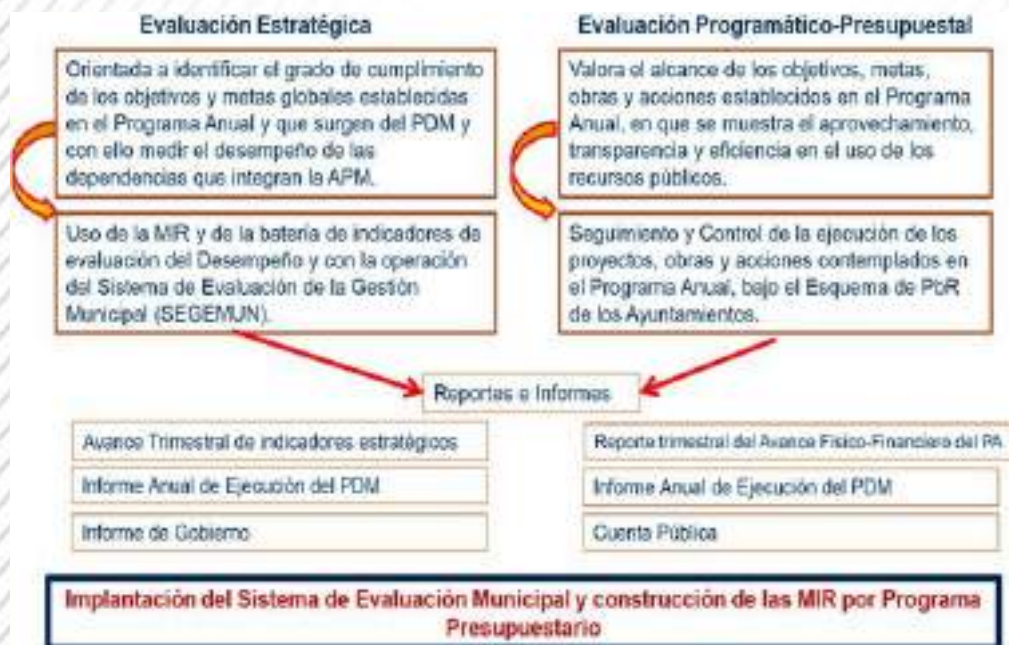 Evaluación Estratégica
Orientada a identificar el grado de cumplimiento
de los objetivos y metas globales establecidas
en el Programa Anual y que surgen del PDM y
con ello medir el desempeño de las
dependencias que integran la APM.
Uso de la MIR y de la batería de indicadores de
evaluación del Desempeño y con la operación
del Sistema de Evaluación de la Gestión
Municipal (SEGEMUN).
Evaluación Programático-Presupuestal
Valora el alcance de los objetivos, metas,
obras y acciones establecidos en el Programa
Anual, en que se muestra el aprovechamiento,
transparencia y eficiencia en el uso de los
recursos públicos.
Seguimiento y Control de la ejecución de los
proyectos, obras y acciones contemplados en
el Programa Anual, bajo el Esquema de PbR
de los Ayuntamientos.
Reportes e Informes
Avance Trimestral de indicadores estratégicos
Informe Anual de Ejecución del PDM
Informe de Gobierno
Reporte trimestral del Avance Físico-Financiero del PA
Informe Anual de Ejecución del PDM
Cuenta Pública
Implantación del Sistema de Evaluación Municipal y construcción de las MIR por Programa
Presupuestario